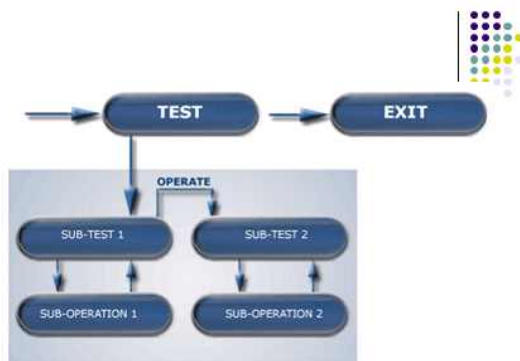 TEST
EXIT
OPERATE
SUB-TEST 1
SUB-TEST 2
SUB-OPERATION 1
SUB-OPERATION 2